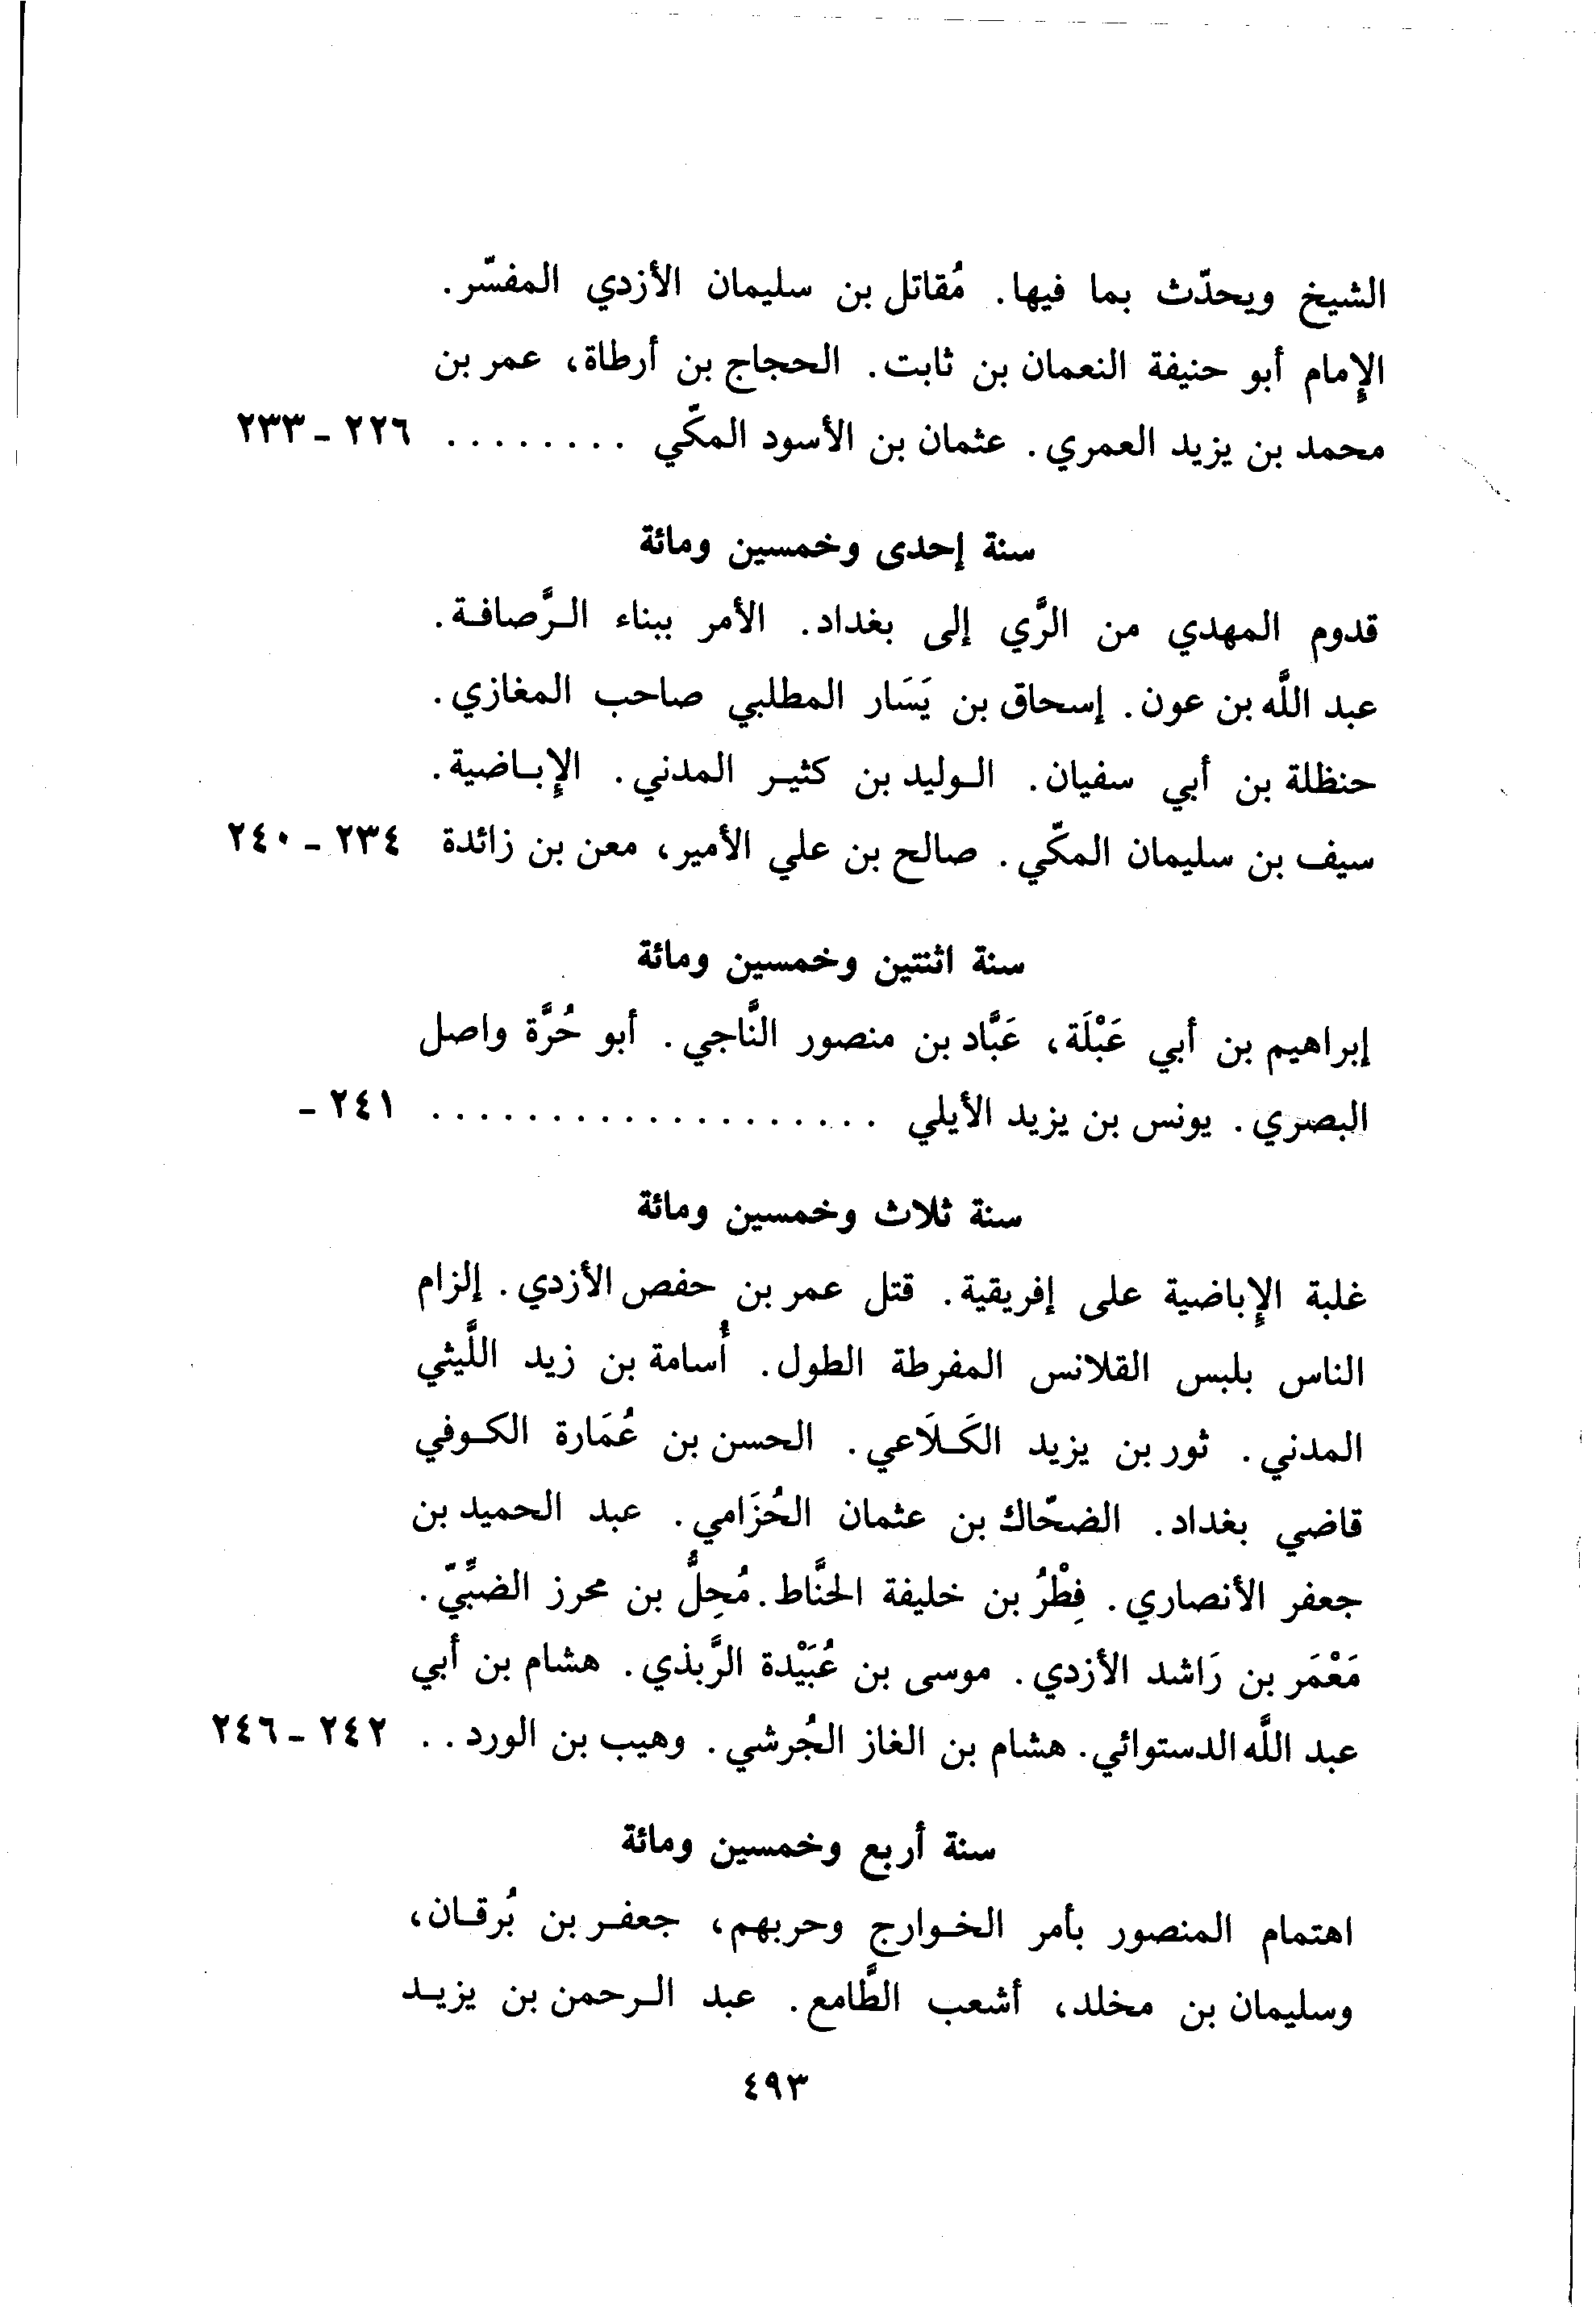 الشيخ ويحدّث بما فيها. مُقاتل بن سليمان الأزدي المفسّر.
الإِمام أبو حنيفة النعمان بن ثابت. الحجاج بن أرطاة، عمر بن
محمد بن يزيد العمري. عثمان بن الأسود المكّي ........ ٢٢٦ - ٢٣٣
سنة إحدى وخمسين ومائة
قدوم المهدي من الرَّي إلى بغداد. الأمر ببناء الرَّصافة.
عبد اللَّه بن عون. إسحاق بن يَسَار المطلبي صاحب المغازي.
حنظلة بن أبي سفيان. الوليد بن كثير المدني. الإِباضية.
سيف بن سليمان المكّي. صالح بن علي الأمير، معن بن زائدة ٢٣٤ - ٢٤٠
سنة اثنتين وخمسين ومائة
إبراهيم بن أبي عَبْلَة، عَبَّاد بن منصور النَّاجي. أبو حُرَّة واصل
البصري. يونس بن يزيد الأيلي ................... ٢٤١ -
سنة ثلاث وخمسين ومائة
غلبة الإِباضية على إفريقية. قتل عمر بن حفص الأزدي. إلزام
الناس بلبس القلانس المفرطة الطول. أُسامة بن زيد اللَّيثي
المدني. ثور بن يزيد الكَلَاعي. الحسن بن عُمَارة الكوفي
قاضي بغداد. الضحّاك بن عثمان الحُزَامي. عبد الحميد بن
جعفر الأنصاري. فِطْرُ بن خليفة الحنَّاط. مُحِلُّ بن محرز الضبِّيّ.
مَعْمَر بن رَاشد الأزدي. موسى بن عُبَيْدة الرَّبذي. هشام بن أبي
عبد اللَّه الدستوائي. هشام بن الغاز الجُرشي. وهيب بن الورد .. ٢٤٢ - ٢٤٦
سنة أربع وخمسين ومائة
اهتمام المنصور بأمر الخوارج وحربهم، جعفر بن بُرقان،
وسليمان بن مخلد، أشعب الطَّامع. عبد الرحمن بن يزيد
٤٩٣